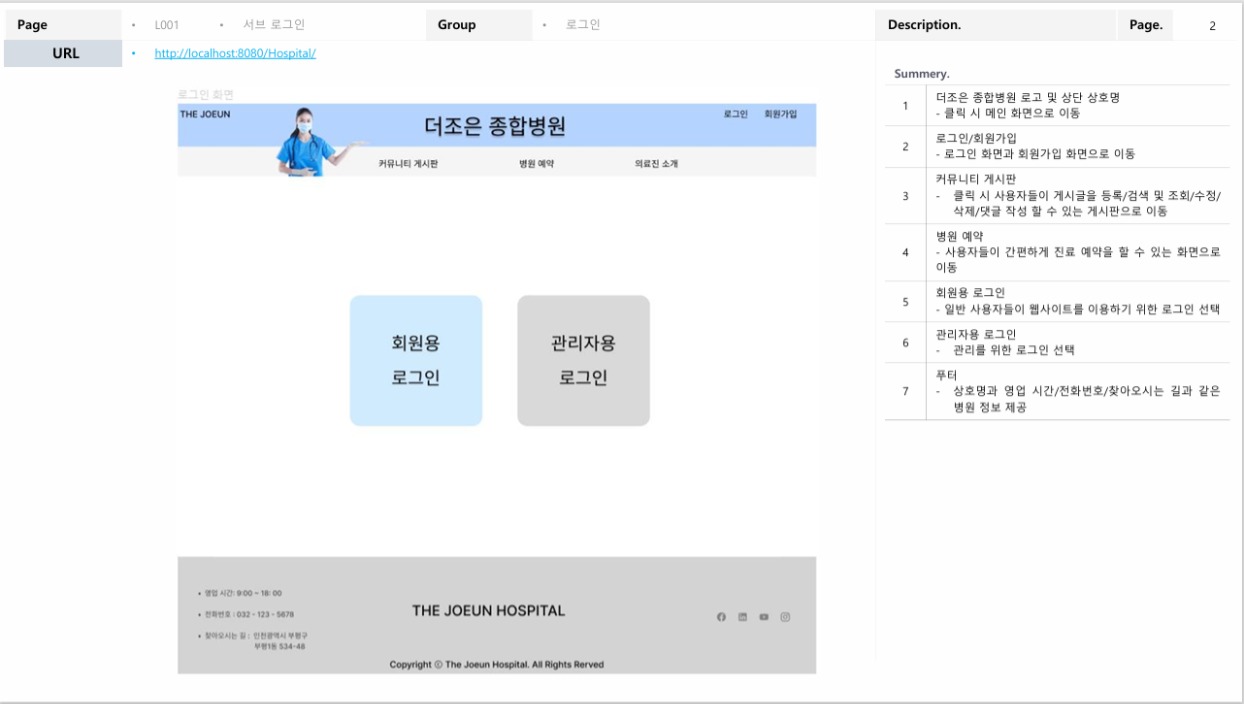 Page
• L001
• 서브 로그인
Group
• 로그인
Description.
Page.
2
URL
• http://localhost:8080/Hospital/
로그인 화면
THE JOEUN
더조은 종합병원
로그인
회원가입
커뮤니티 게시판
병원 예약
의료진 소개
회원용
로그인
관리자용
로그인
• 영업 시간: 9:00 ~ 18: 00
• 전화번호 : 032 - 123 - 5678
• 찾아오시는 길 : 인천광역시 부평구
부평1동 534-48
THE JOEUN HOSPITAL
Copyright ⓒ The Joeun Hospital. All Rights Rerved
Summery.
1
더조은 종합병원 로고 및 상단 상호명
- 클릭 시 메인 화면으로 이동
2
로그인/회원가입
- 로그인 화면과 회원가입 화면으로 이동
3
커뮤니티 게시판
- 클릭 시 사용자들이 게시글을 등록/검색 및 조회/수정/
삭제/댓글 작성 할 수 있는 게시판으로 이동
4
병원 예약
- 사용자들이 간편하게 진료 예약을 할 수 있는 화면으로
이동
5
회원용 로그인
- 일반 사용자들이 웹사이트를 이용하기 위한 로그인 선택
6
관리자용 로그인
- 관리를 위한 로그인 선택
7
푸터
- 상호명과 영업 시간/전화번호/찾아오시는 길과 같은
병원 정보 제공